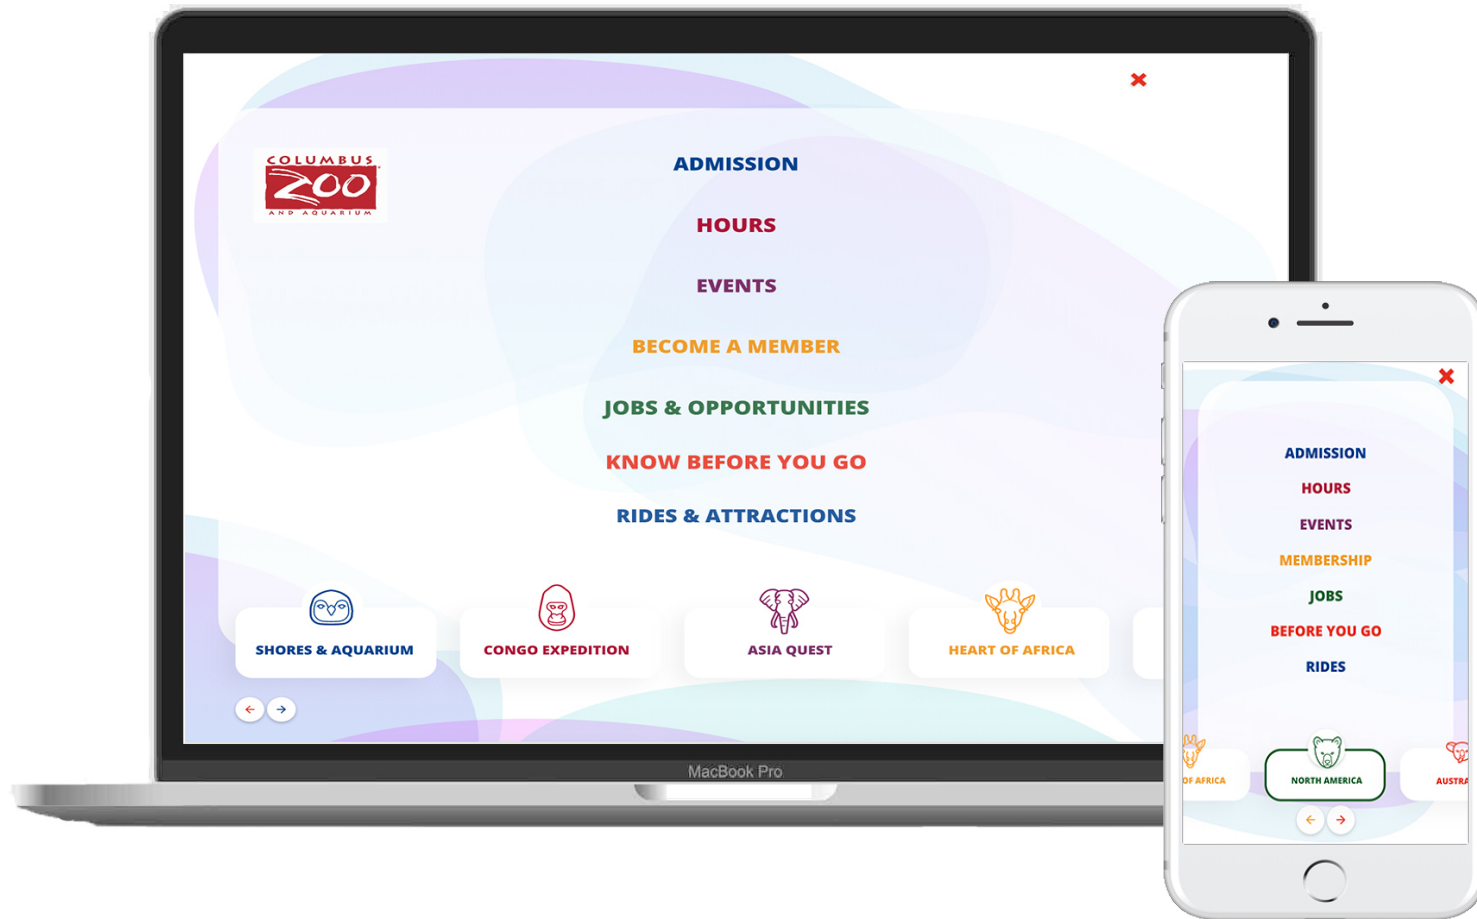 COLUMBUS
ZOO
AND AQUARIUM
ADMISSION
HOURS
EVENTS
BECOME A MEMBER
JOBS & OPPORTUNITIES
KNOW BEFORE YOU GO
RIDES & ATTRACTIONS
SHORES & AQUARIUM
CONGO EXPEDITION
ASIA QUEST
HEART OF AFRICA
MacBook Pro
ADMISSION
HOURS
EVENTS
MEMBERSHIP
JOBS
BEFORE YOU GO
RIDES
OF AFRICA
NORTH AMERICA
AUSTRA